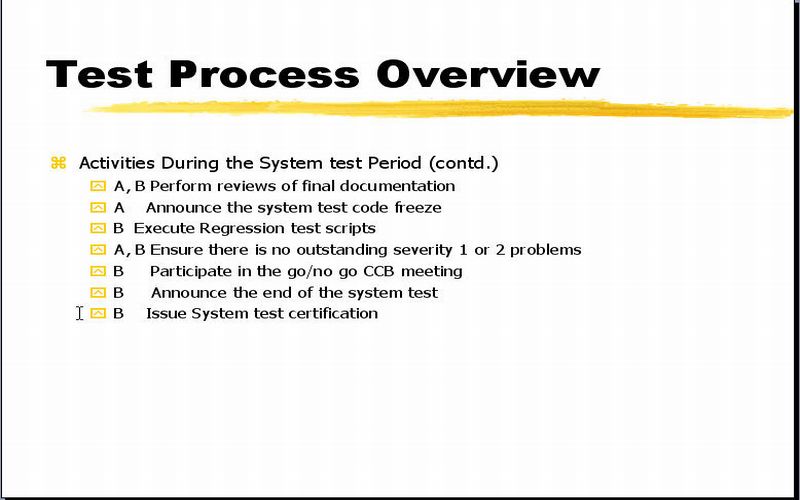 Test Process Overview
Activities During the System test Period (contd.)
A, B Perform reviews of final documentation
A Announce the system test code freeze
B Execute Regression test scripts
A, B Ensure there is no outstanding severity 1 or 2 problems
B Participate in the go/no go CCB meeting
B Announce the end of the system test
B Issue System test certification